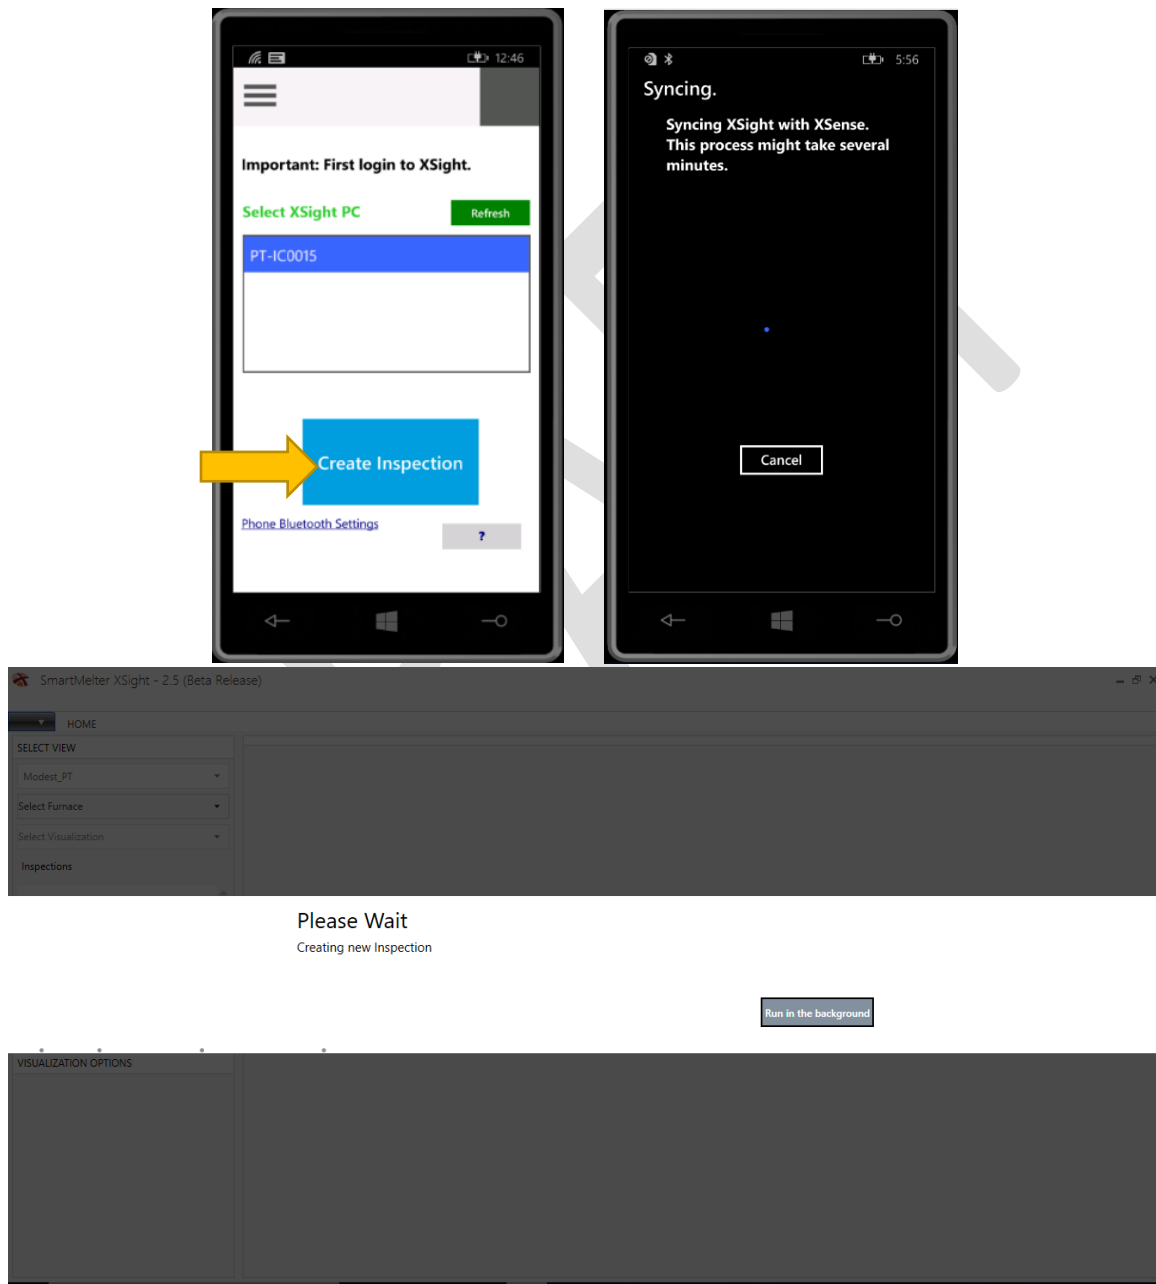 12:46
Important: First login to XSight.
Select XSight PC
Refresh
PT-IC0015
Create Inspection
Phone Bluetooth Settings
?
5:56
Syncing.
Syncing XSight with XSense.
This process might take several
minutes.
Cancel
SmartMelter XSight - 2.5 (Beta Release)
HOME
SELECT VIEW
Modest_PT
Select Furnace
Select Visualization
Inspections
Please Wait
Creating new Inspection
Run in the background
VISUALIZATION OPTIONS